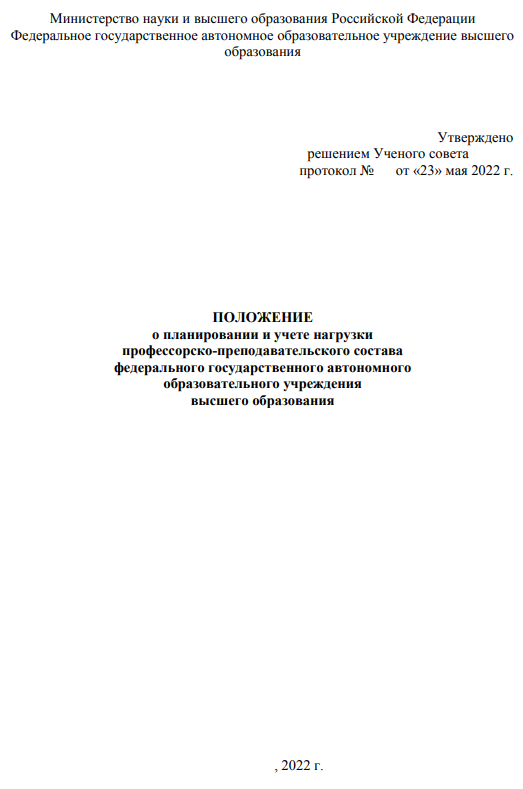 Министерство науки и высшего образования Российской Федерации
Федеральное государственное автономное образовательное учреждение высшего
образования
Утверждено
решением Ученого совета
протокол № от «23» мая 2022 г.
ПОЛОЖЕНИЕ
о планировании и учете нагрузки
профессорско-преподавательского состава
федерального государственного автономного
образовательного учреждения
высшего образования
, 2022 г.